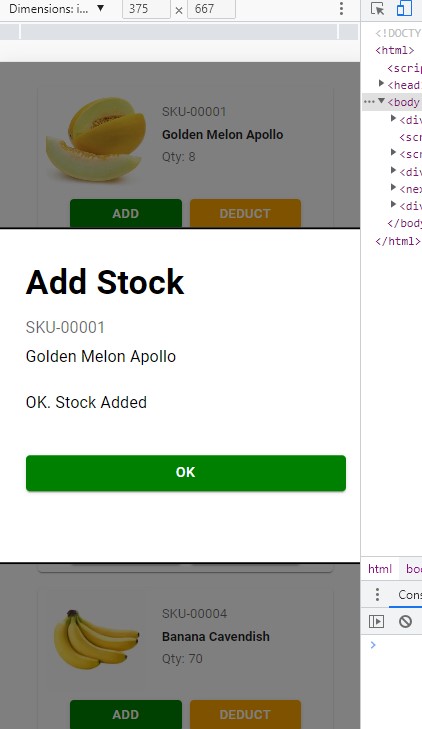 Dimensions: i... ▼ 375 × 667
<!DOCTY
<html>
<scrip
<head
<body
<div
<scr
<scr
<div
<nex
<div
</body
</html>
SKU-00001
Golden Melon Apollo
Qty: 8
ADD DEDUCT
Add Stock
SKU-00001
Golden Melon Apollo
OK. Stock Added
OK
SKU-00004
Banana Cavendish
Qty: 70
ADD DEDUCT
html bo
Cons